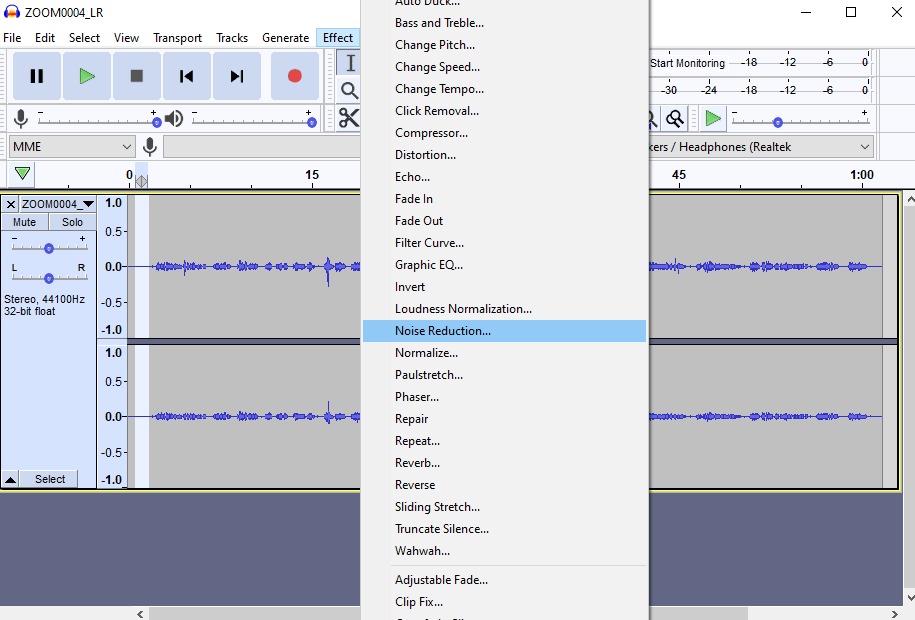 ZOOM0004_LR
File Edit Select View Transport Tracks Generate Effect
Start Monitoring -18 -12 -6 0
-30 -24 -18 -12 -6 0
- + - + - +
MME
/ Headphones (Realtek
0 15 45 1:00
× ZOOM0004_
Mute Solo
- +
L R
Stereo, 44100Hz
32-bit float
Select
1.0
0.5-
0.0-
-0.5-
-1.0
1.0
0.5-
0.0-
-0.5-
-1.0
Auto Duck...
Bass and Treble...
Change Pitch...
Change Speed...
Change Tempo...
Click Removal...
Compressor...
Distortion...
Echo...
Fade In
Fade Out
Filter Curve...
Graphic EQ...
Invert
Loudness Normalization...
Noise Reduction...
Normalize...
Paulstretch...
Phaser...
Repair
Repeat...
Reverb...
Reverse
Sliding Stretch...
Truncate Silence...
Wahwah...
Adjustable Fade...
Clip Fix...